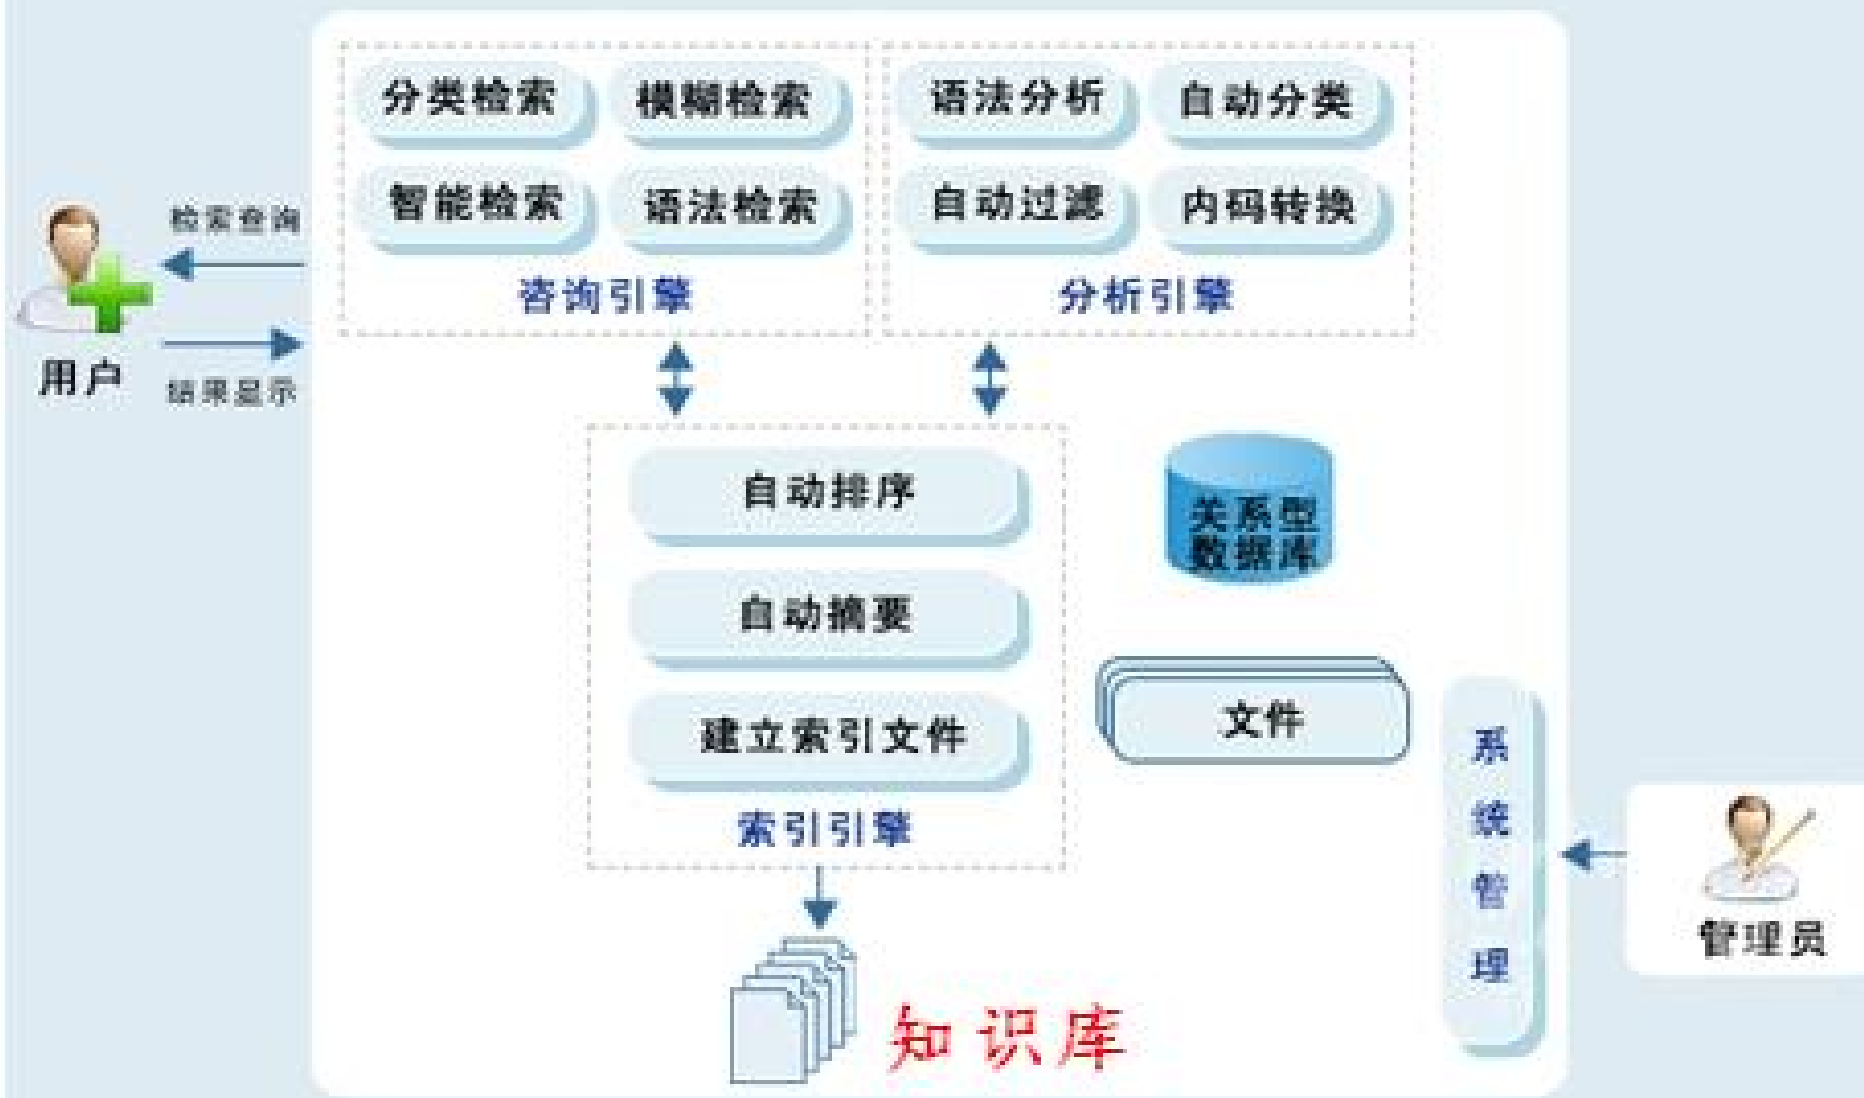 分类检索
模糊检索
智能检索
语法检索
咨询引擎
语法分析
自动分类
自动过滤
内码转换
分析引擎
检索查询
用户
结果显示
自动排序
自动摘要
建立索引文件
索引引擎
关系型
数据库
文件
系统管理
管理员
知识库